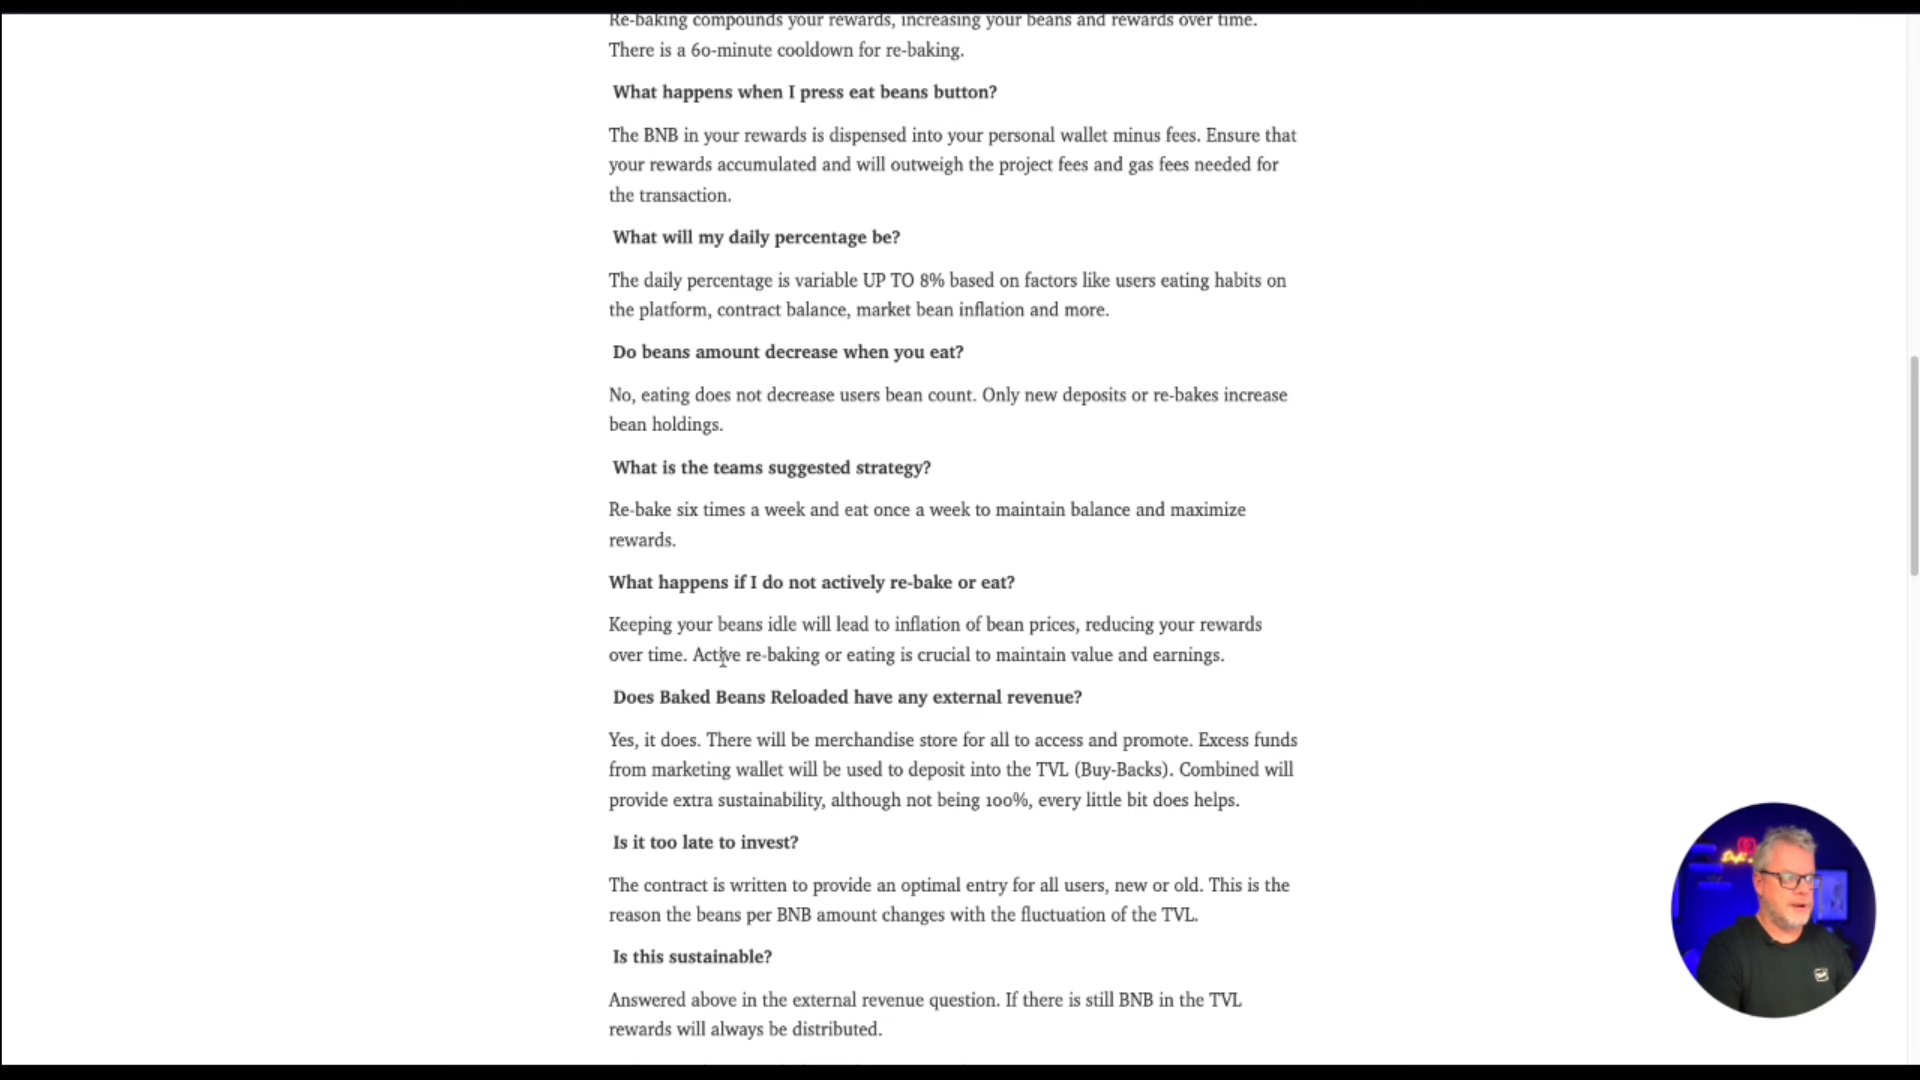 Re-baking compounds your rewards, increasing your beans and rewards over time.
There is a 60-minute cooldown for re-baking.
What happens when I press eat beans button?
The BNB in your rewards is dispensed into your personal wallet minus fees. Ensure that
your rewards accumulated and will outweigh the project fees and gas fees needed for
the transaction.
What will my daily percentage be?
The daily percentage is variable UP TO 8% based on factors like users eating habits on
the platform, contract balance, market bean inflation and more.
Do beans amount decrease when you eat?
No, eating does not decrease users bean count. Only new deposits or re-bakes increase
bean holdings.
What is the teams suggested strategy?
Re-bake six times a week and eat once a week to maintain balance and maximize
rewards.
What happens if I do not actively re-bake or eat?
Keeping your beans idle will lead to inflation of bean prices, reducing your rewards
over time. Active re-baking or eating is crucial to maintain value and earnings.
Does Baked Beans Reloaded have any external revenue?
Yes, it does. There will be merchandise store for all to access and promote. Excess funds
from marketing wallet will be used to deposit into the TVL (Buy-Backs). Combined will
provide extra sustainability, although not being 100%, every little bit does helps.
Is it too late to invest?
The contract is written to provide an optimal entry for all users, new or old. This is the
reason the beans per BNB amount changes with the fluctuation of the TVL.
Is this sustainable?
Answered above in the external revenue question. If there is still BNB in the TVL
rewards will always be distributed.